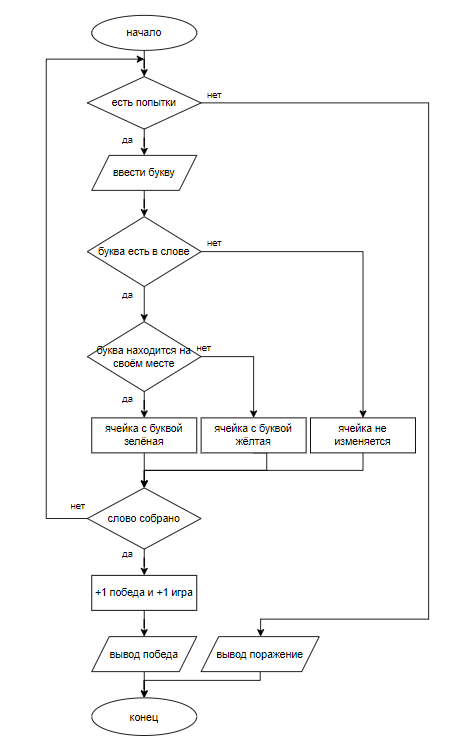 начало
есть попытки
нет
да
ввести букву
буква есть в слове
нет
да
буква находится на
своём месте
нет
да
ячейка с буквой
зелёная
ячейка с буквой
жёлтая
ячейка не
изменяется
слово собрано
нет
да
+1 победа и +1 игра
вывод победа
вывод поражение
конец